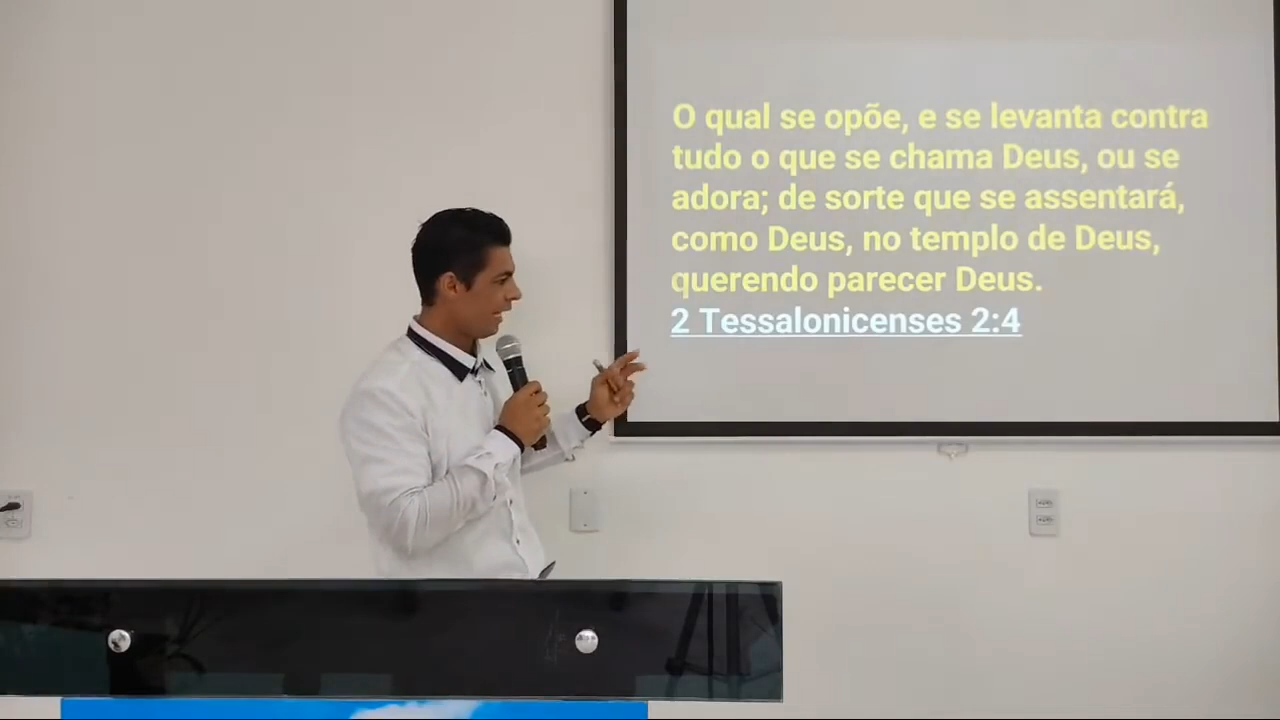 O qual se opõe, e se levanta contra
tudo o que se chama Deus, ou se
adora; de sorte que se assentará,
como Deus, no templo de Deus,
querendo parecer Deus.
2 Tessalonicenses 2:4